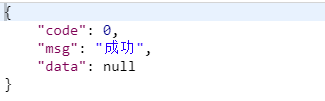 {
    "code": 0,
    "msg": "成功",
    "data": null
}